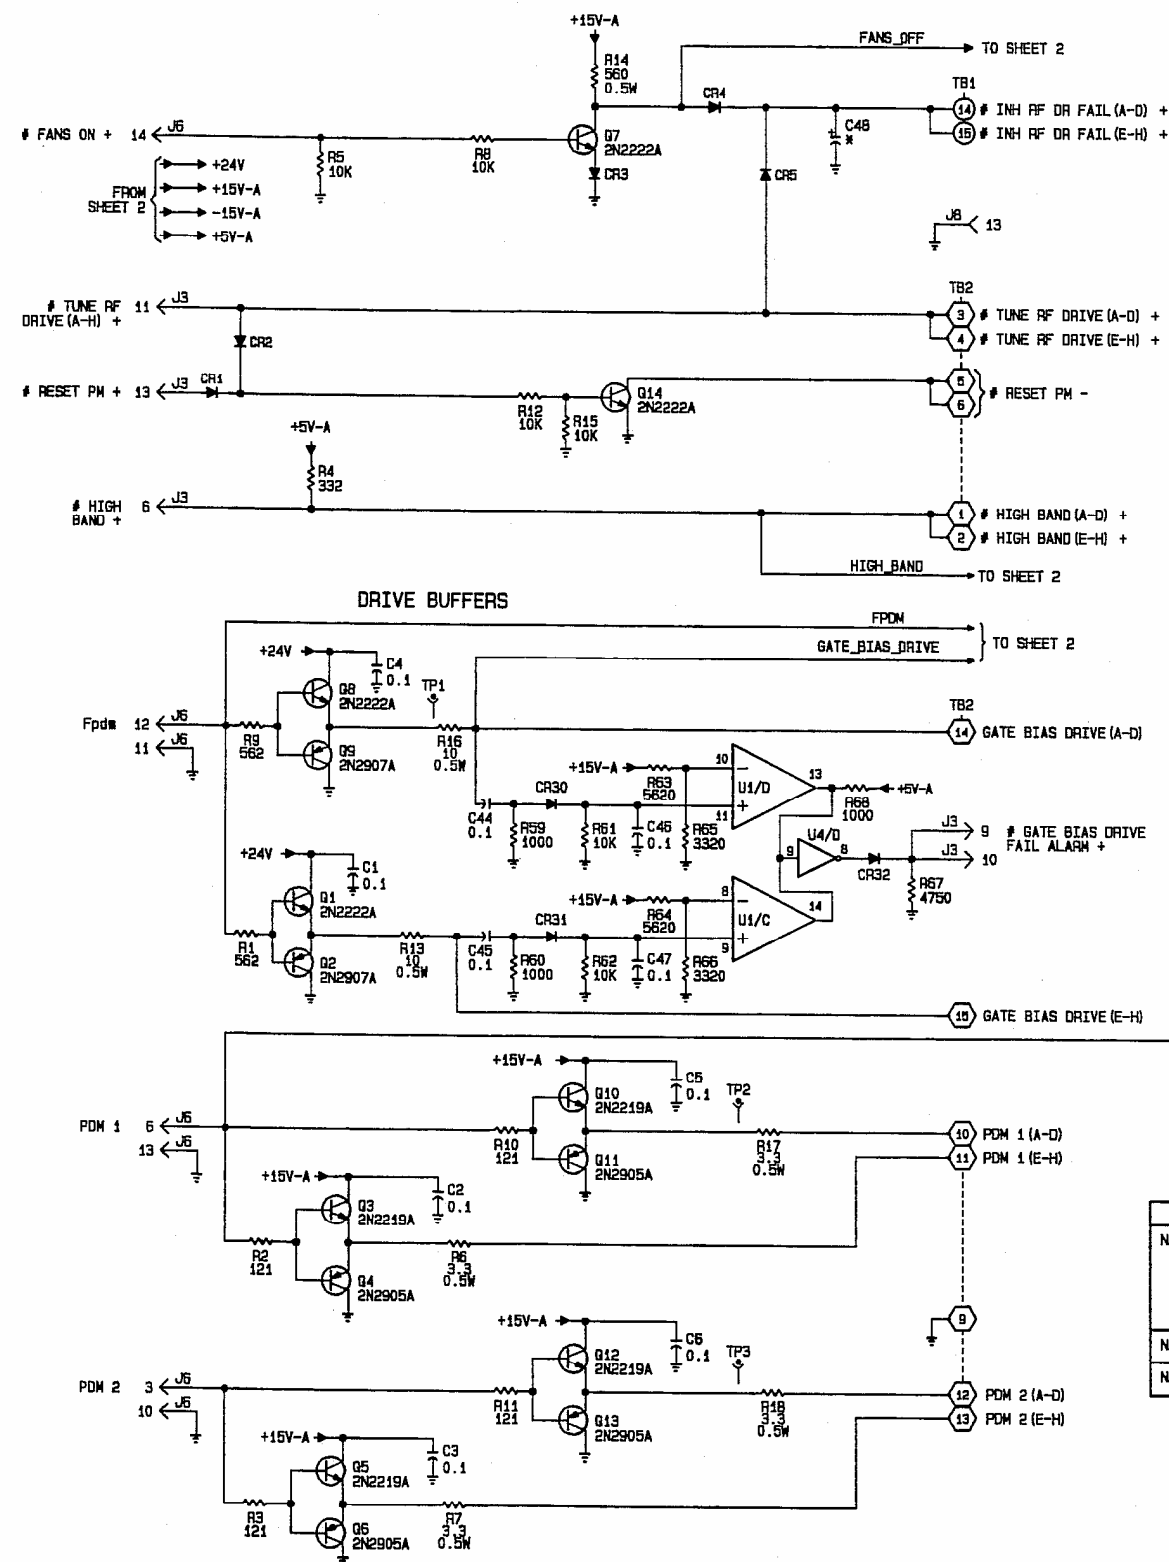 +15V-A
FANS_OFF
TO SHEET 2
R14
560
0.5W
TB1
CR4
14 # INH RF DR FAIL(A-D) +
15 # INH RF DR FAIL(E-H) +
# FANS ON + 14 J6
Q7
2N2222A
C48
*
R5
10K
R8
10K
CR3
CR5
FROM
SHEET 2
+24V
+15V-A
-15V-A
+5V-A
J8
13
TB2
# TUNE RF
DRIVE(A-H) +
11 J3
3 # TUNE RF DRIVE(A-D) +
4 # TUNE RF DRIVE(E-H) +
CR2
# RESET PM + 13 J3
CR1
R12
10K
R15
10K
Q14
2N2222A
5
6
# RESET PM -
+5V-A
R4
332
# HIGH
BAND +
6 J3
1 # HIGH BAND(A-D) +
2 # HIGH BAND(E-H) +
HIGH_BAND
TO SHEET 2
DRIVE BUFFERS
FPDM
GATE_BIAS_DRIVE
TO SHEET 2
+24V
C4
0.1
Q8
2N2222A
TP1
TB2
Fpdm 12 J6
11 J6
R9
562
Q9
2N2907A
R16
10
0.5W
14 GATE BIAS DRIVE(A-D)
+15V-A
R63
5620
10
-
U1/D
13
+
11
R68
1000
+5V-A
C44
0.1
CR30
R59
1000
R61
10K
C46
0.1
R65
3320
U4/D
9
8
CR32
J3 9
J3 10
# GATE BIAS DRIVE
FAIL ALARM +
R67
4750
+24V
C1
0.1
Q1
2N2222A
+15V-A
R64
5620
8
-
U1/C
14
+
9
R1
562
Q2
2N2907A
R13
10
0.5W
C45
0.1
CR31
R60
1000
R62
10K
C47
0.1
R66
3320
15 GATE BIAS DRIVE(E-H)
+15V-A
C5
0.1
Q10
2N2219A
TP2
PDM 1 6 J6
13 J6
R10
121
Q11
2N2905A
R17
3.3
0.5W
10 PDM 1(A-D)
11 PDM 1(E-H)
+15V-A
C2
0.1
Q3
2N2219A
R2
121
Q4
2N2905A
R6
3.3
0.5W
N
9
N
N
+15V-A
C6
0.1
Q12
2N2219A
TP3
PDM 2 3 J6
10 J6
R11
121
Q13
2N2905A
R18
3.3
0.5W
12 PDM 2(A-D)
13 PDM 2(E-H)
+15V-A
C3
0.1
Q5
2N2219A
R3
121
Q6
2N2905A
R7
3.3
0.5W